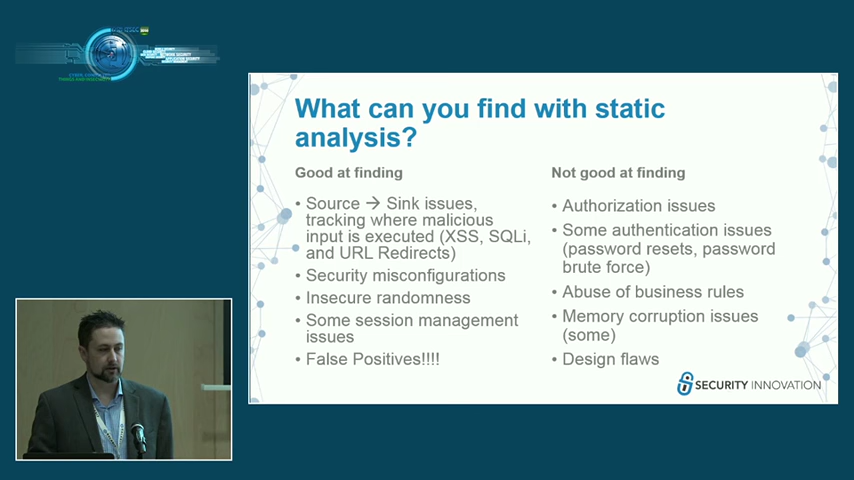 What can you find with static
analysis?
Good at finding
• Source → Sink issues,
tracking where malicious
input is executed (XSS, SQLi,
and URL Redirects)
• Security misconfigurations
• Insecure randomness
• Some session management
issues
• False Positives!!!!
Not good at finding
• Authorization issues
• Some authentication issues
(password resets, password
brute force)
• Abuse of business rules
• Memory corruption issues
(some)
• Design flaws
SECURITY INNOVATION